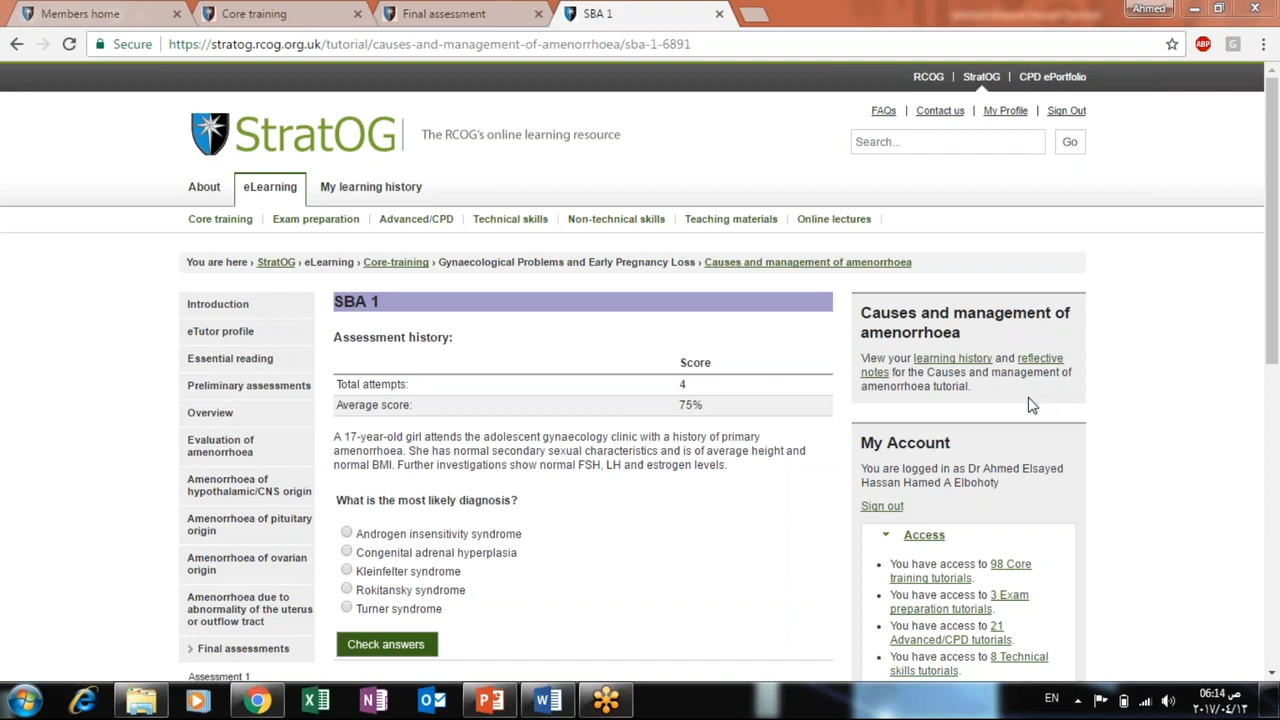 Members home
Core training
Final assessment
SBA 1
Ahmed
Secure
https://stratog.rcog.org.uk/tutorial/causes-and-management-of-amenorrhoea/sba-1-6891
ABP
G
RCOG | StratOG | CPD ePortfolio
FAQs | Contact us | My Profile | Sign Out
StratOG
The RCOG's online learning resource
Search...
Go
About
eLearning
My learning history
Core training
Exam preparation
Advanced/CPD
Technical skills
Non-technical skills
Teaching materials
Online lectures
You are here › StratOG › eLearning › Core-training › Gynaecological Problems and Early Pregnancy Loss › Causes and management of amenorrhoea
Introduction
eTutor profile
Essential reading
Preliminary assessments
Overview
Evaluation of
amenorrhoea
Amenorrhoea of
hypothalamic/CNS origin
Amenorrhoea of pituitary
origin
Amenorrhoea of ovarian
origin
Amenorrhoea due to
abnormality of the uterus
or outflow tract
Final assessments
Assessment 1
SBA 1
Assessment history:
Score
Total attempts: 4
Average score: 75%
A 17-year-old girl attends the adolescent gynaecology clinic with a history of primary
amenorrhoea. She has normal secondary sexual characteristics and is of average height and
normal BMI. Further investigations show normal FSH, LH and estrogen levels.
What is the most likely diagnosis?
Androgen insensitivity syndrome
Congenital adrenal hyperplasia
Kleinfelter syndrome
Rokitansky syndrome
Turner syndrome
Check answers
Causes and management of
amenorrhoea
View your learning history and reflective
notes for the Causes and management of
amenorrhoea tutorial.
My Account
You are logged in as Dr Ahmed Elsayed
Hassan Hamed A Elbohoty
Sign out
Access
You have access to 98 Core
training tutorials.
You have access to 3 Exam
preparation tutorials.
You have access to 21
Advanced/CPD tutorials.
You have access to 8 Technical
skills tutorials.
EN
06:14 ص
٢٠١٧/٠٤/١٣